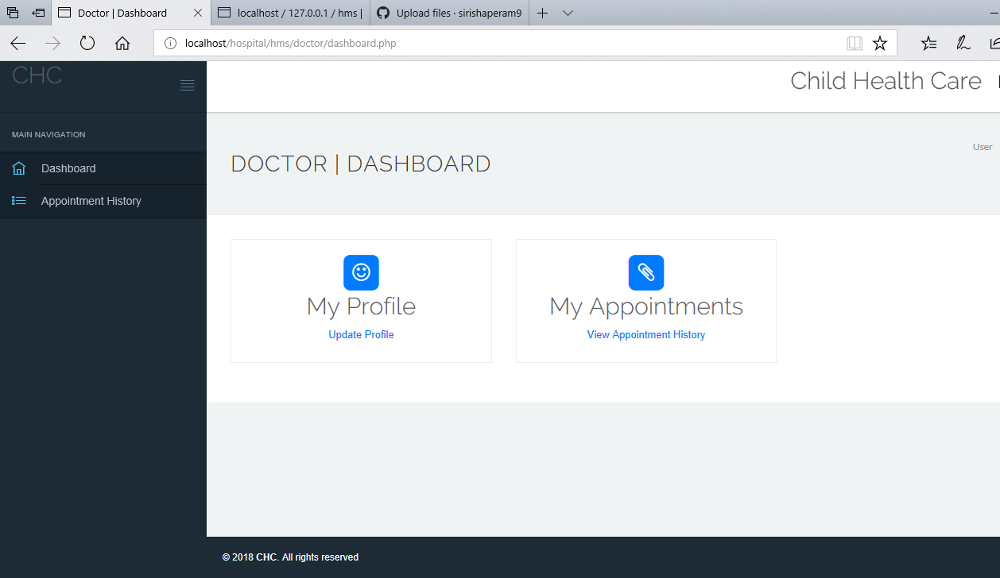 Doctor | Dashboard
localhost / 127.0.0.1 / hms |
Upload files · sirishaperam9
localhost/hospital/hms/doctor/dashboard.php
CHC
Child Health Care
MAIN NAVIGATION
User
DOCTOR | DASHBOARD
Dashboard
Appointment History
My Profile
Update Profile
My Appointments
View Appointment History
© 2018 CHC. All rights reserved